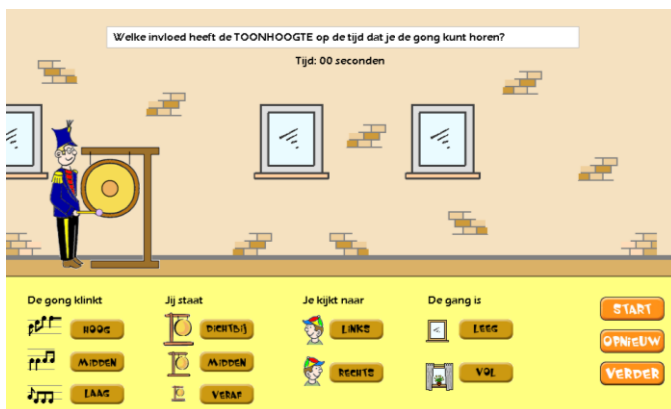 Welke invloed heeft de TOONHOOGTE op de tijd dat je de gong kunt horen?
Tijd: 00 seconden
De gong klinkt
HOOG
MIDDEN
LAAG
Jij staat
DICHTBIJ
MIDDEN
VERAF
Je kijkt naar
LINKS
RECHTS
De gang is
LEEG
VOL
START
OPNIEUW
VERDER